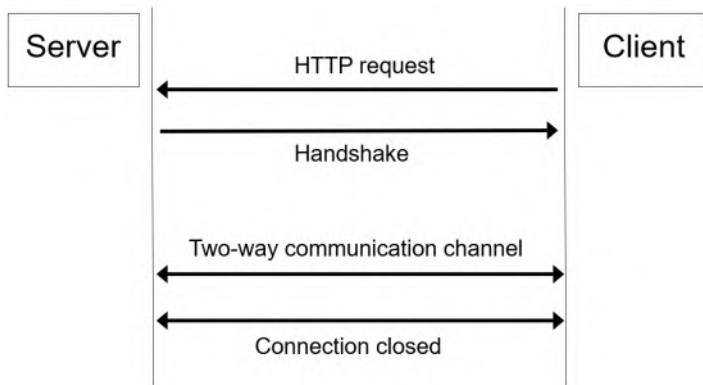 Server
Client
HTTP request
Handshake
Two-way communication channel
Connection closed